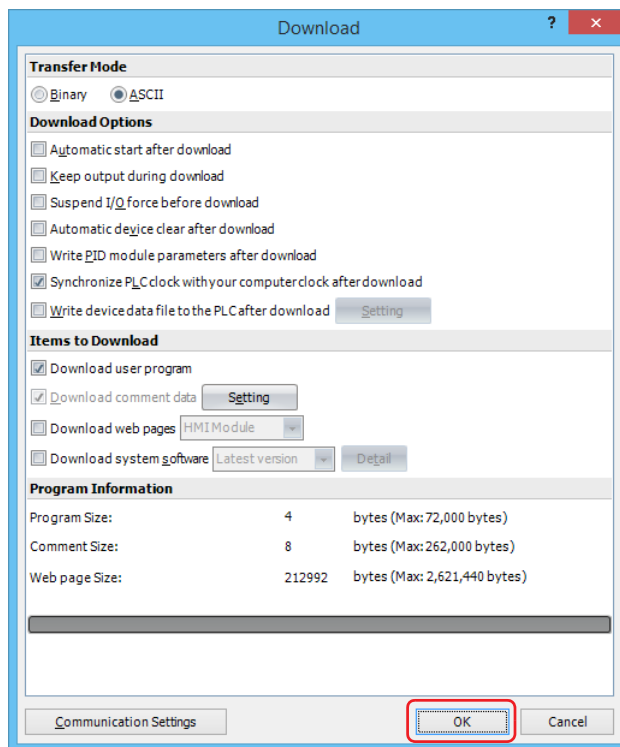 Download ? ×
Transfer Mode
Binary ASCII
Download Options
Automatic start after download
Keep output during download
Suspend I/O force before download
Automatic device clear after download
Write PID module parameters after download
Synchronize PLC clock with your computer clock after download
Write device data file to the PLC after download Setting
Items to Download
Download user program
Download comment data Setting
Download web pages HMI Module
Download system software Latest version Detail
Program Information
Program Size: 4 bytes (Max: 72,000 bytes)
Comment Size: 8 bytes (Max: 262,000 bytes)
Web page Size: 212992 bytes (Max: 2,621,440 bytes)
Communication Settings OK Cancel